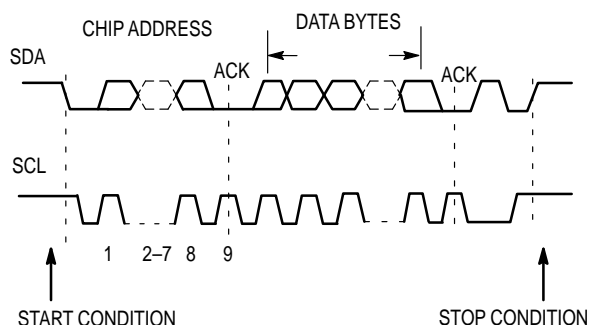 CHIP ADDRESS
DATA BYTES
SDA
ACK
ACK
SCL
1 2–7 8 9
START CONDITION
STOP CONDITION